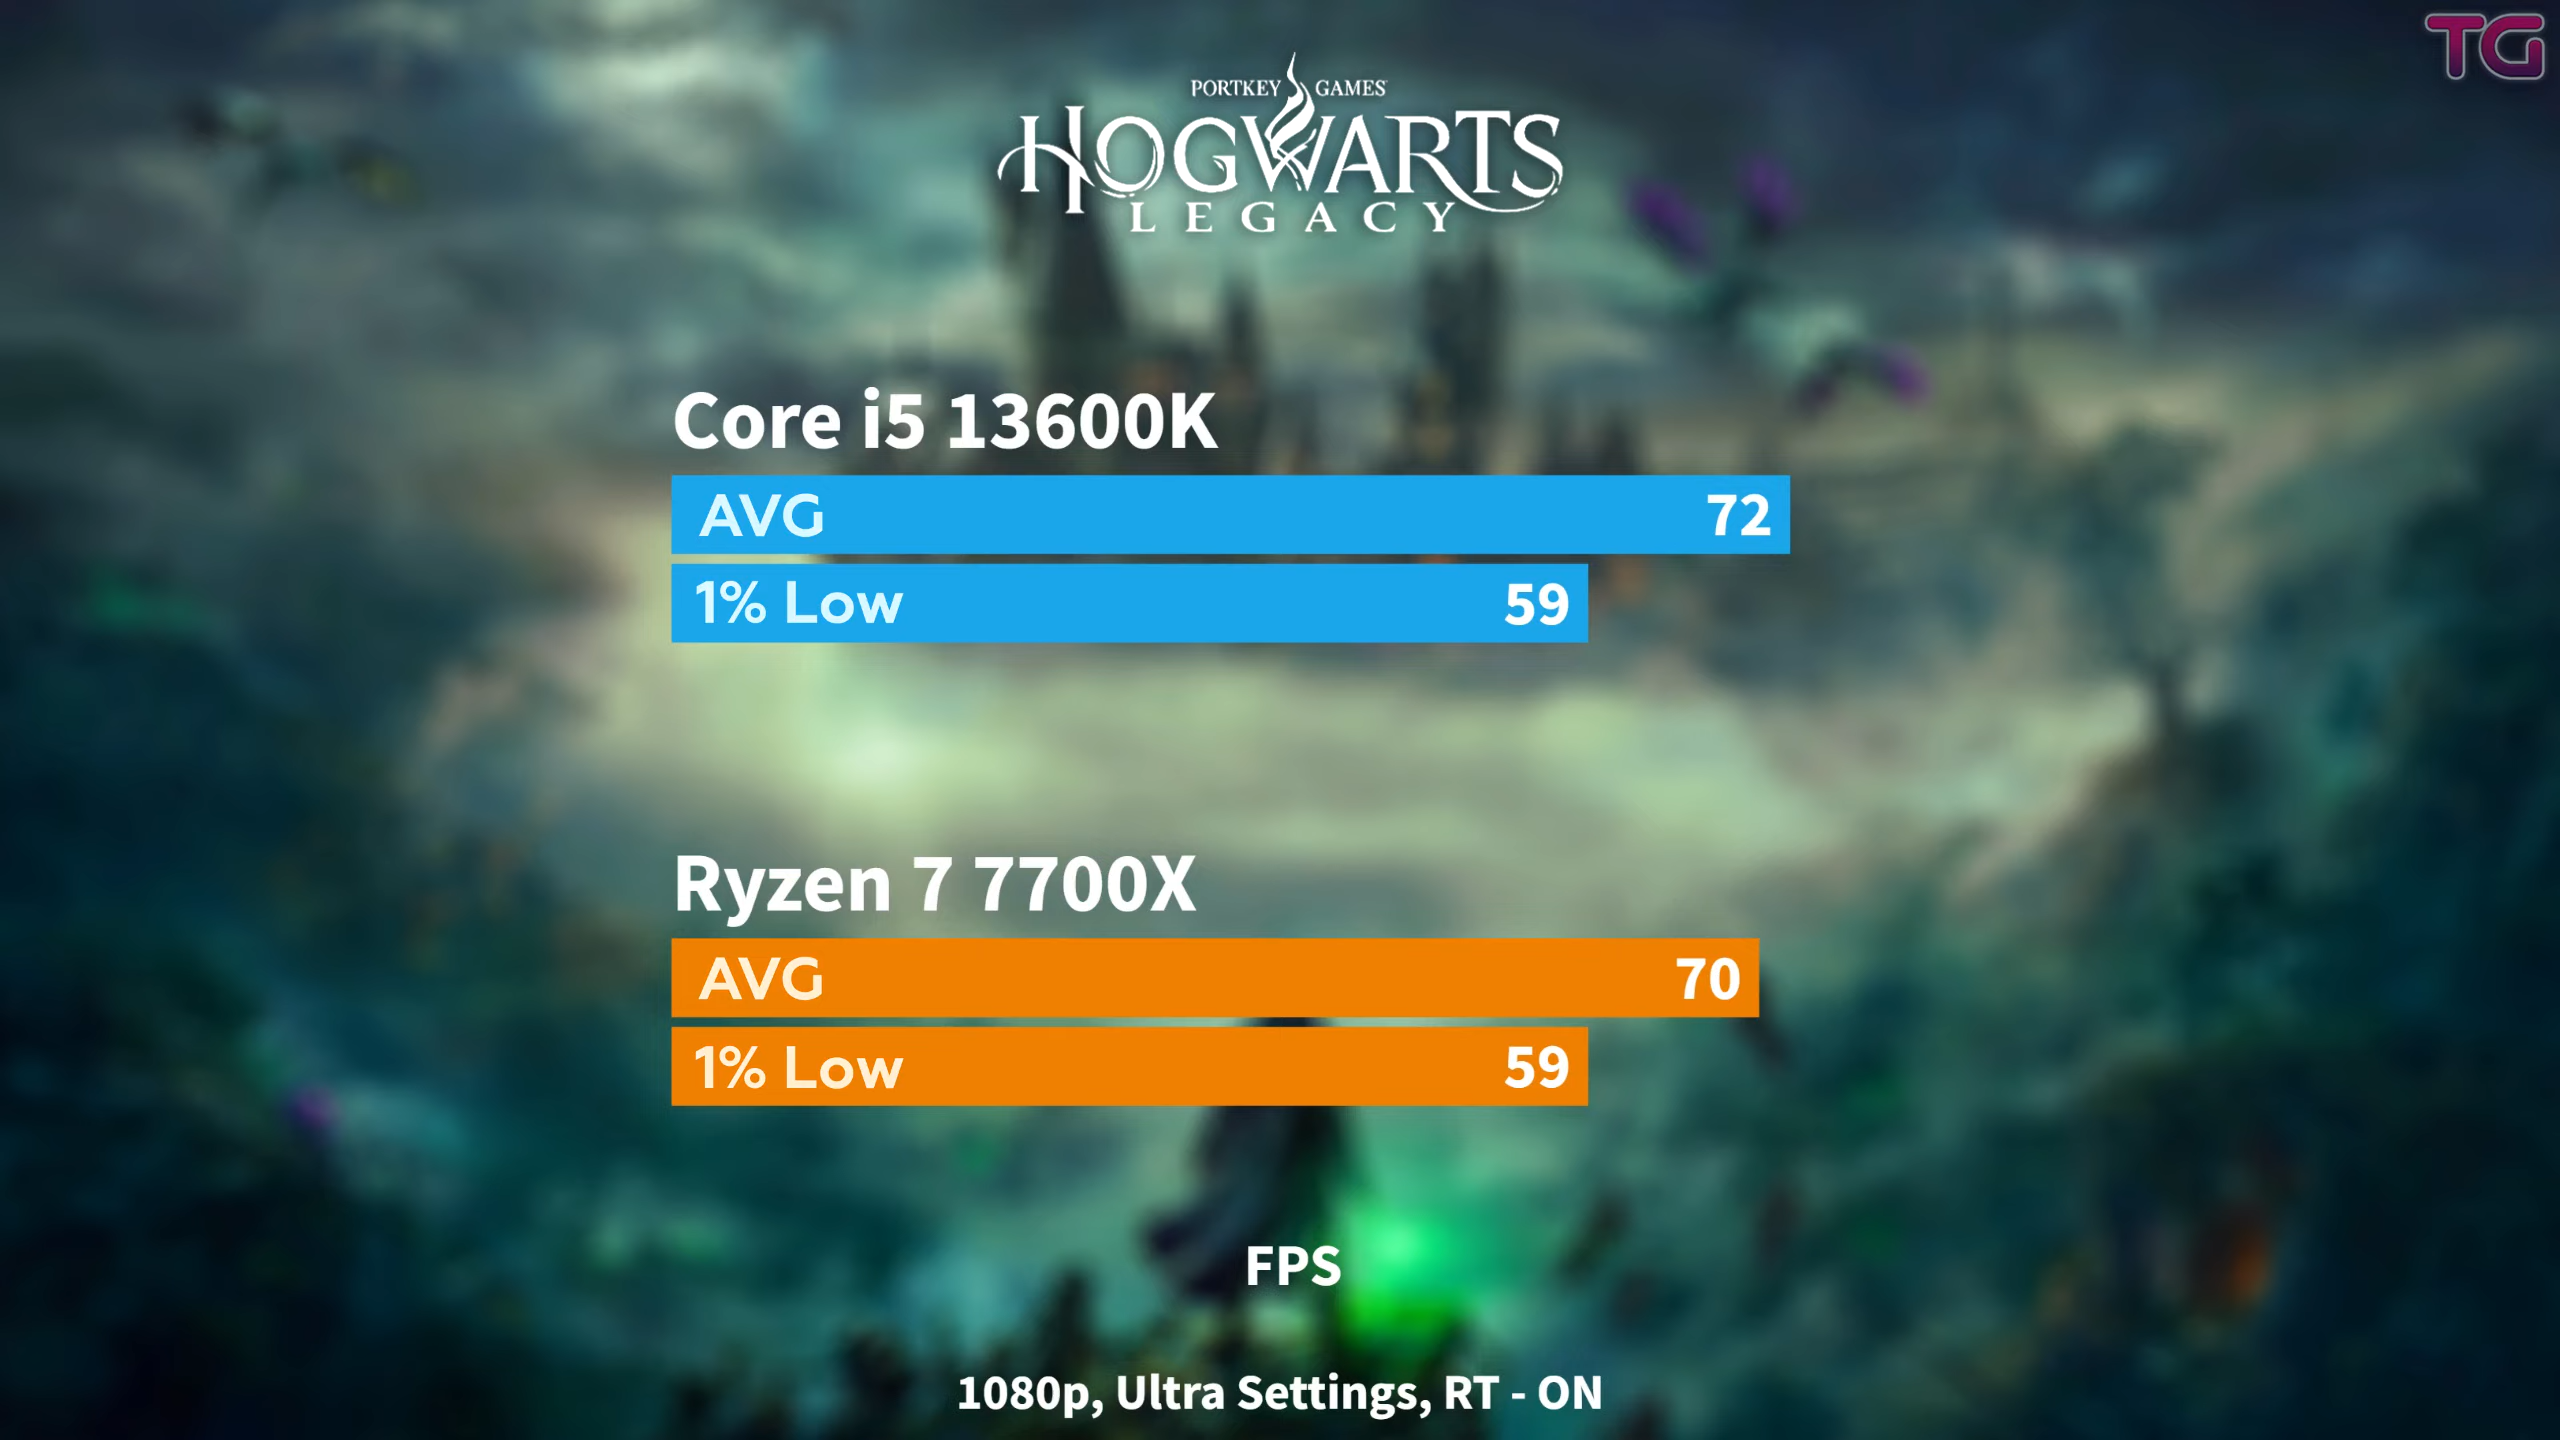 TG
PORTKEY GAMES
HOGWARTS
LEGACY
Core i5 13600K
AVG 72
1% Low 59
Ryzen 7 7700X
AVG 70
1% Low 59
FPS
1080p, Ultra Settings, RT - ON